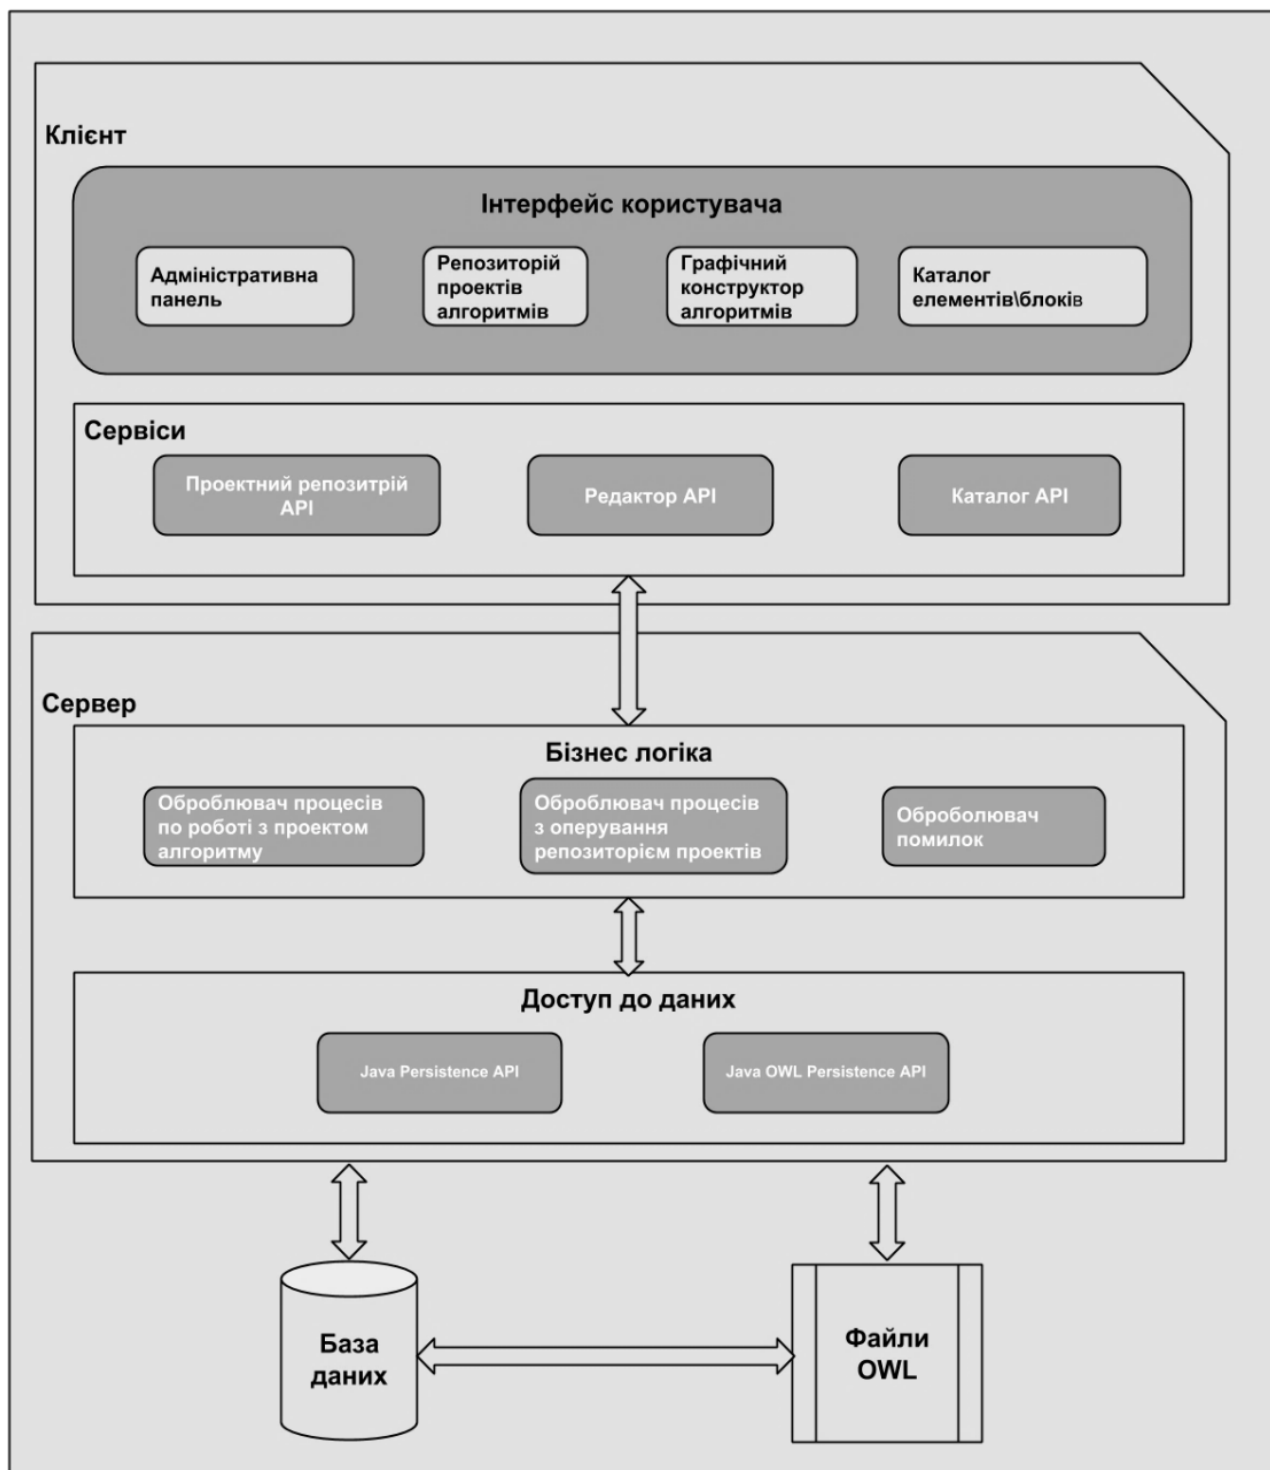 Клієнт
Інтерфейс користувача
Адміністративна
панель
Репозиторій
проектів
алгоритмів
Графічний
конструктор
алгоритмів
Каталог
елементів\блоків
Сервіси
Проектний репозитрій
API
Редактор API
Каталог API
Сервер
Бізнес логіка
Оброблювач процесів
по роботі з проектом
алгоритму
Оброблювач процесів
з оперування
репозиторієм проектів
Обоболювач
помилок
Доступ до даних
Java Persistence API
Java OWL Persistence API
База
даних
Файли
OWL